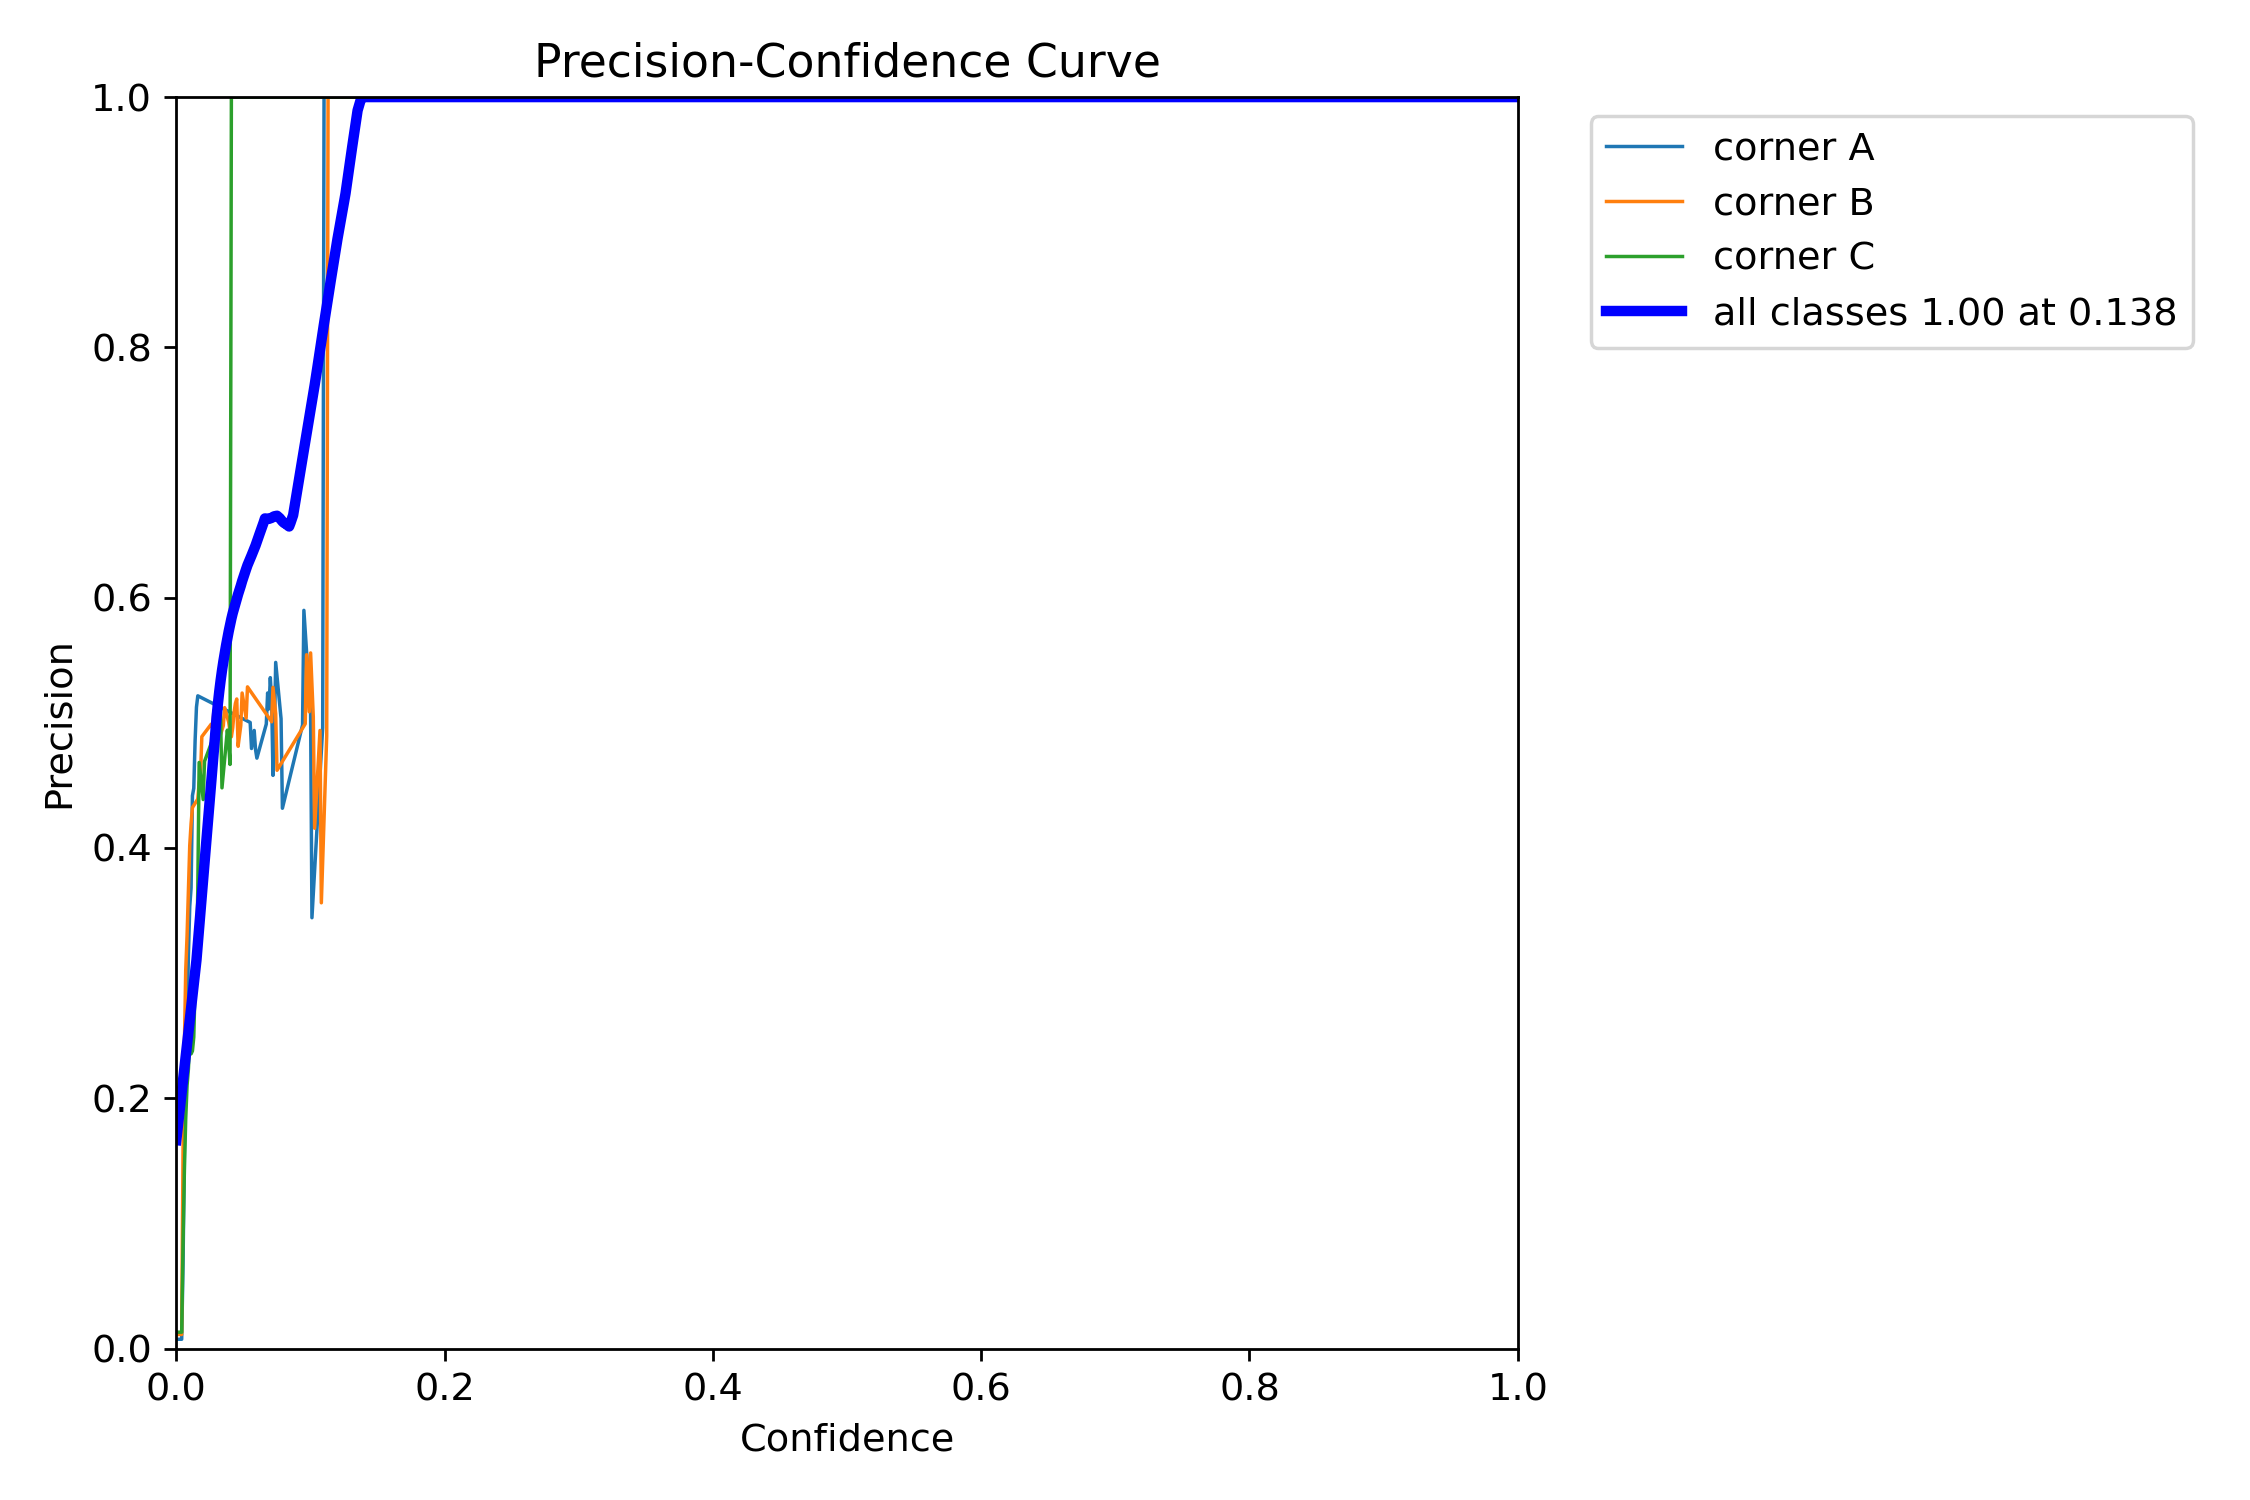 Precision-Confidence Curve
1.0
0.8
0.6
0.4
0.2
0.0
Precision
0.0 0.2 0.4 0.6 0.8 1.0
Confidence
corner A
corner B
corner C
all classes 1.00 at 0.138